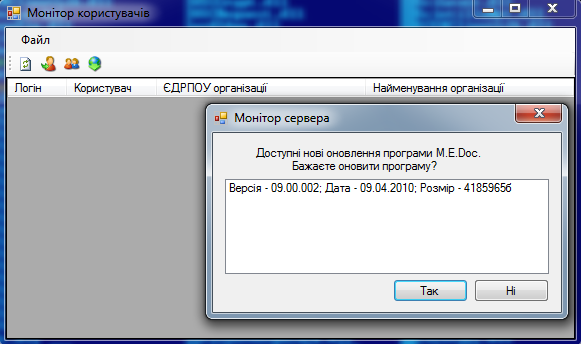 Монітор користувачів
Файл
Логін Користувач ЄДРПОУ організації Найменування організації
Монітор сервера
Доступні нові оновлення програми M.E.Doc.
Бажаєте оновити програму?
Версія - 09.00.002; Дата - 09.04.2010; Розмір - 4185965б
Так Ні